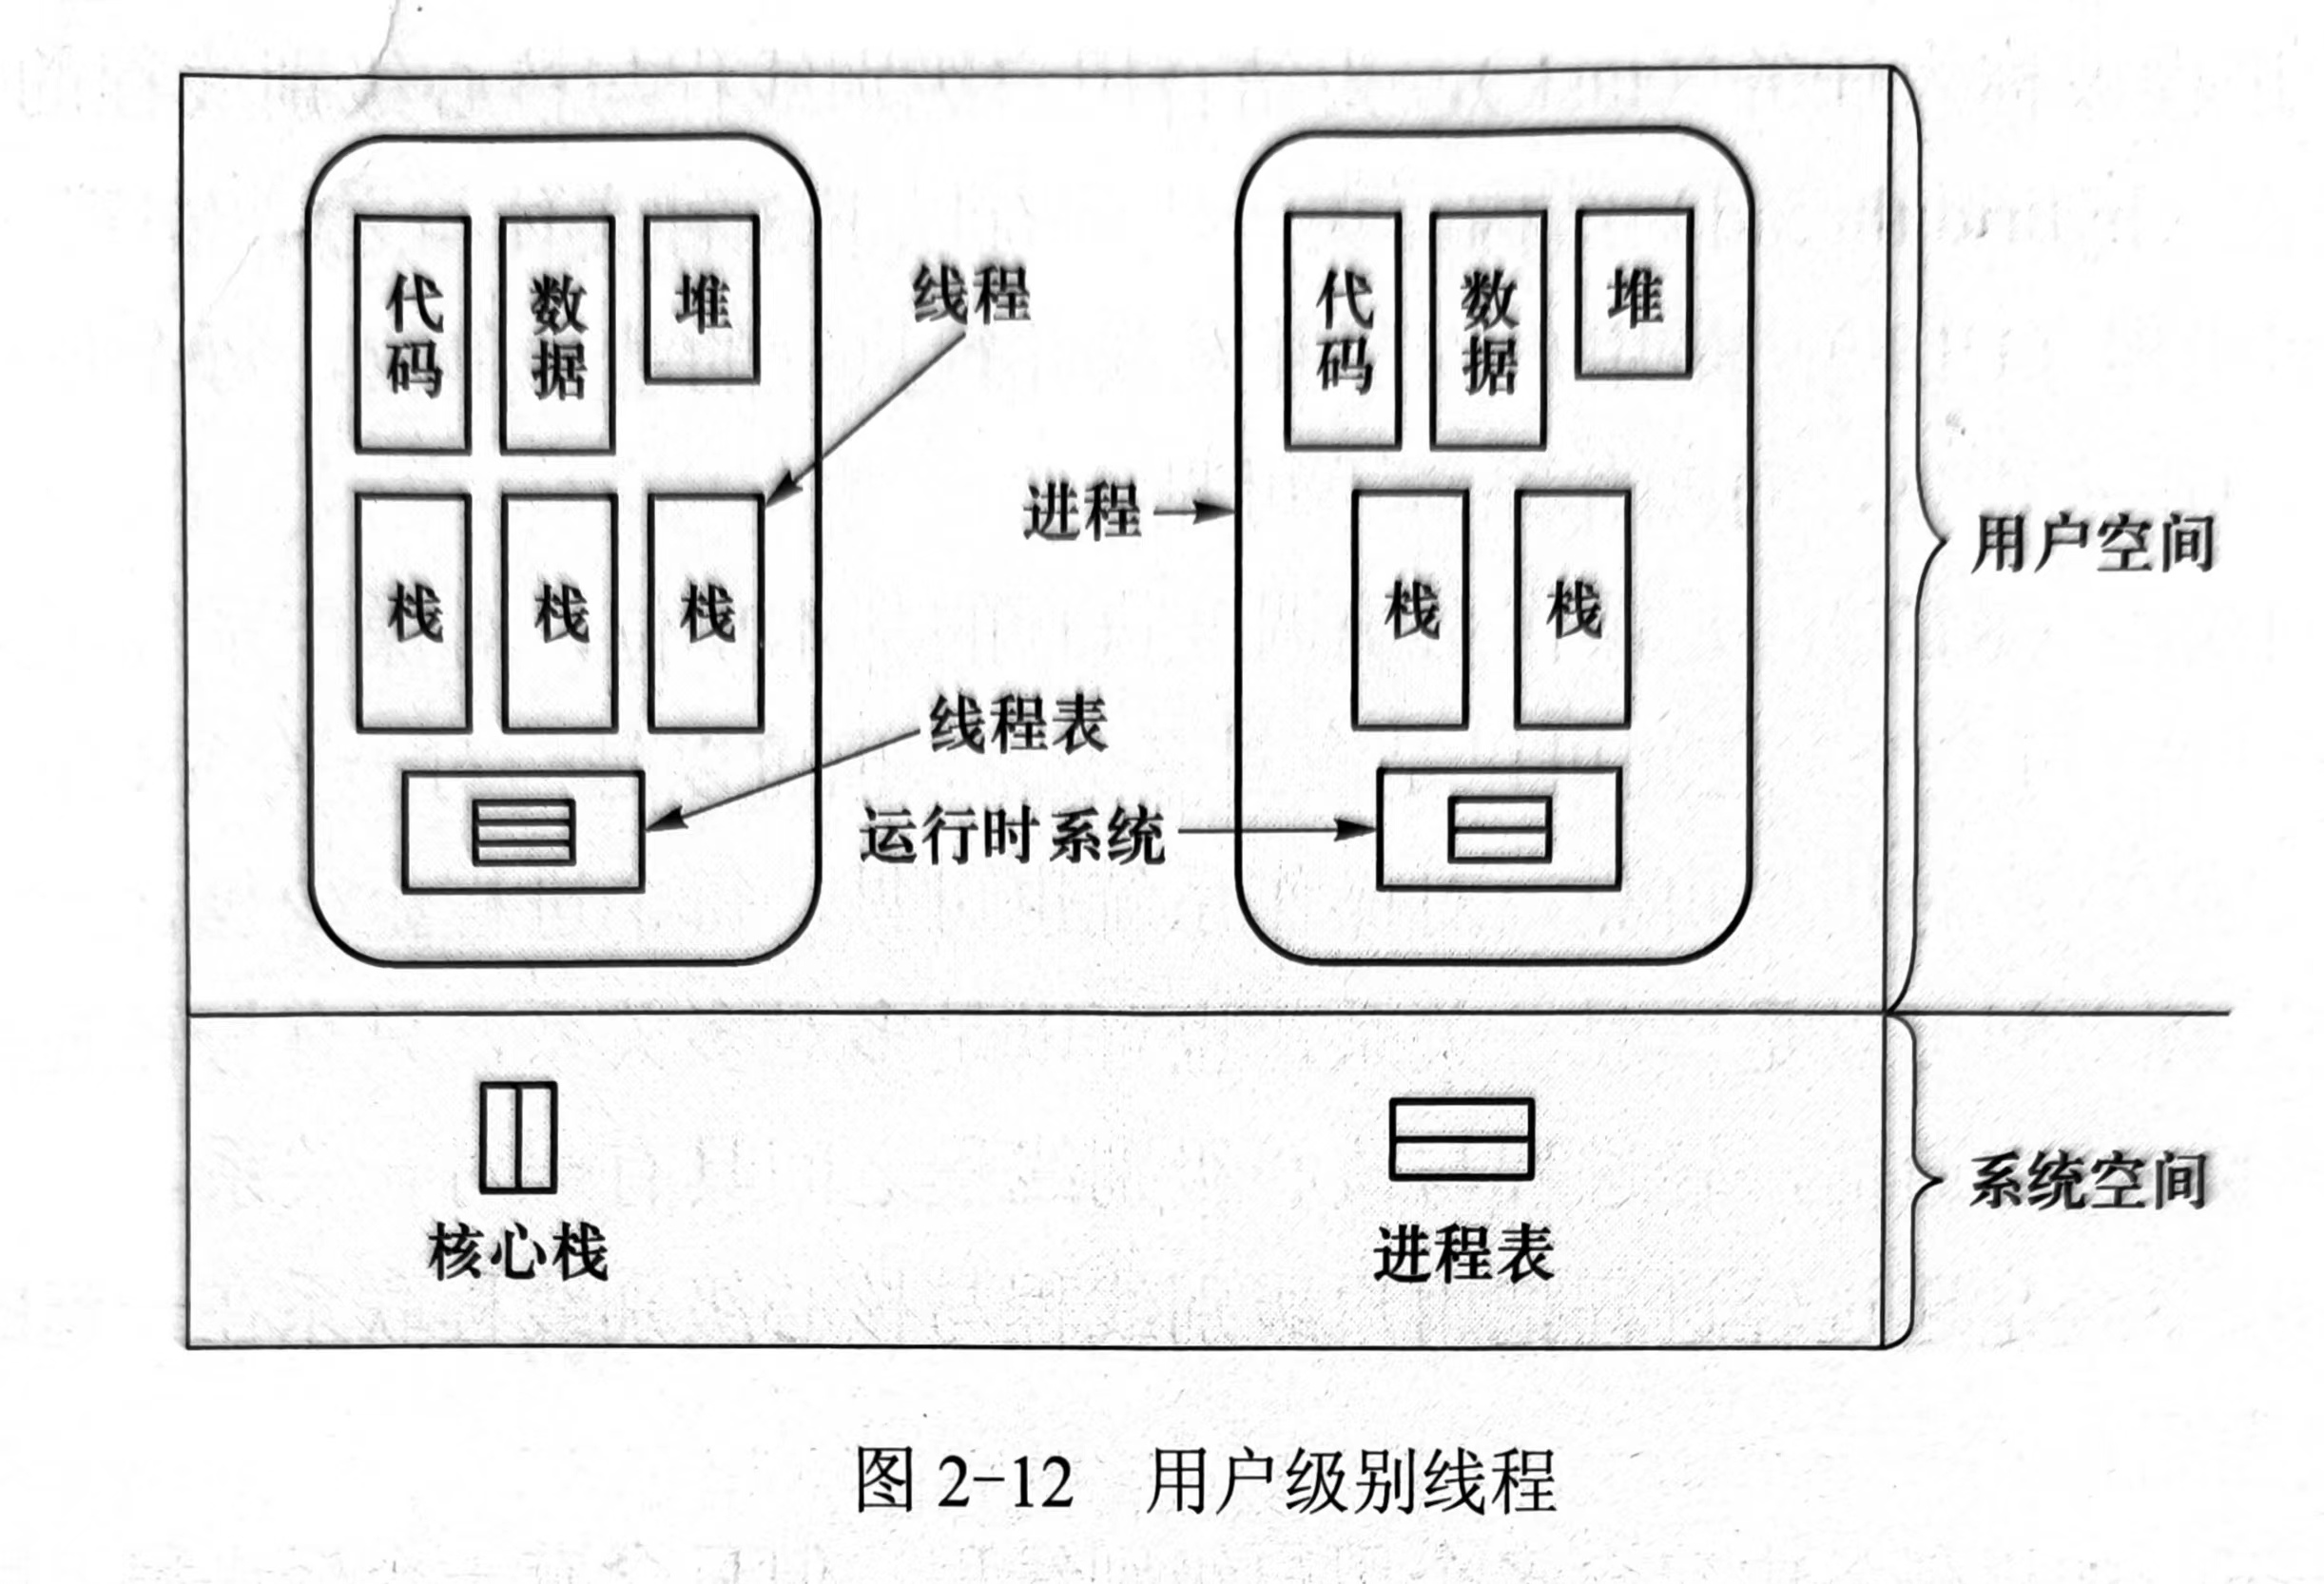 代码
数据
堆
线程
代码
数据
堆
进程
用户空间
栈
栈
栈
栈
栈
线程表
运行时系统
核心栈
进程表
系统空间
图 2-12 用户级别线程